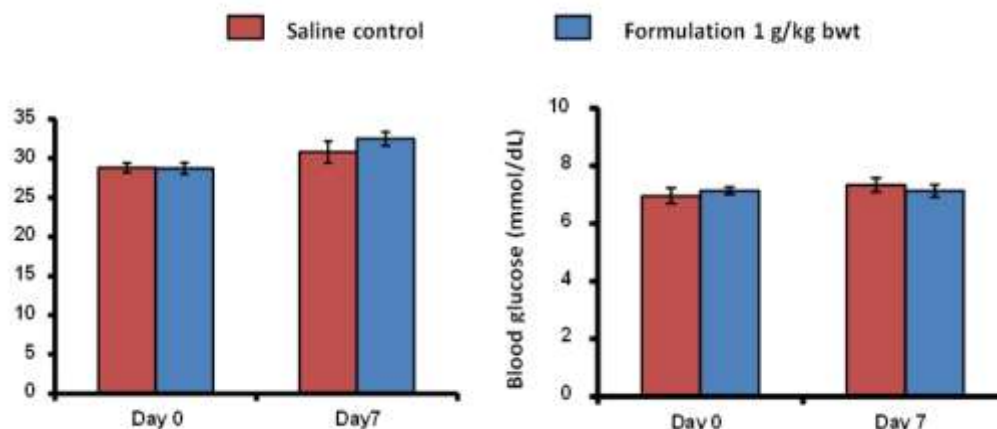 Saline control
Formulation 1 g/kg bwt
35
30
25
20
15
10
5
0
Day 0
Day7
Blood glucose (mmol/dL)
10
8
6
4
2
0
Day 0
Day 7